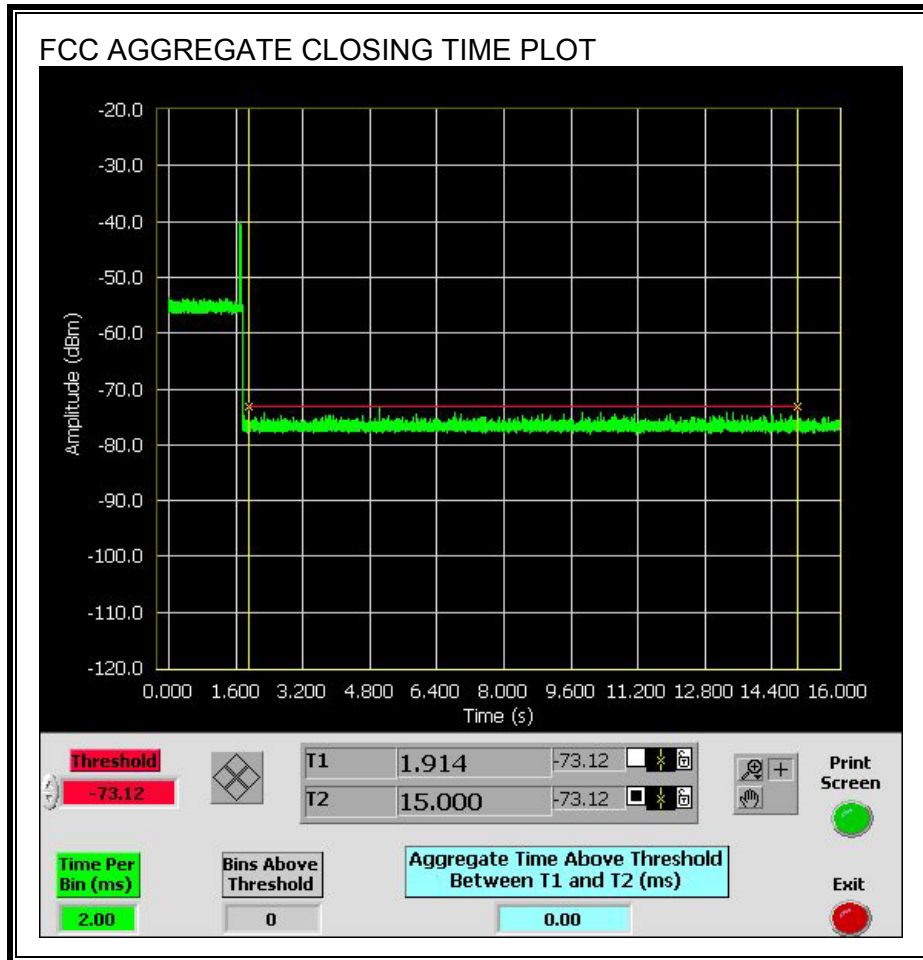 FCC AGGREGATE CLOSING TIME PLOT
-20.0
-30.0
-40.0
-50.0
-60.0
-70.0
-80.0
-90.0
-100.0
-110.0
-120.0
Amplitude (dBm)
0.000 1.600 3.200 4.800 6.400 8.000 9.600 11.200 12.800 14.400 16.000
Time (s)
Threshold
-73.12
T1 1.914 -73.12
T2 15.000 -73.12
Print
Screen
Time Per
Bin (ms)
2.00
Bins Above
Threshold
0
Aggregate Time Above Threshold
Between T1 and T2 (ms)
0.00
Exit